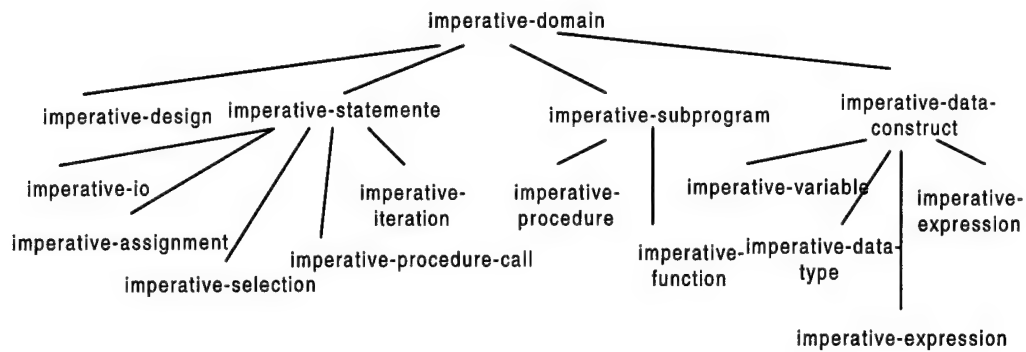 imperative-domain
imperative-design
imperative-statemente
imperative-subprogram
imperative-data-
construct
imperative-io
imperative-assignment
imperative-selection
imperative-procedure-call
imperative-
iteration
imperative-
procedure
imperative-
function
imperative-variable
imperative-data-
type
imperative-
expression
imperative-expression